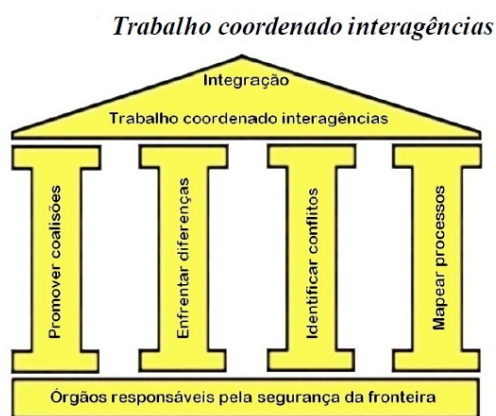 Trabalho coordenado interagências
Integração
Trabalho coordenado interagências
Promover coalisões
Enfrentar diferenças
Identificar conflitos
Mapear processos
Órgãos responsáveis pela segurança da fronteira